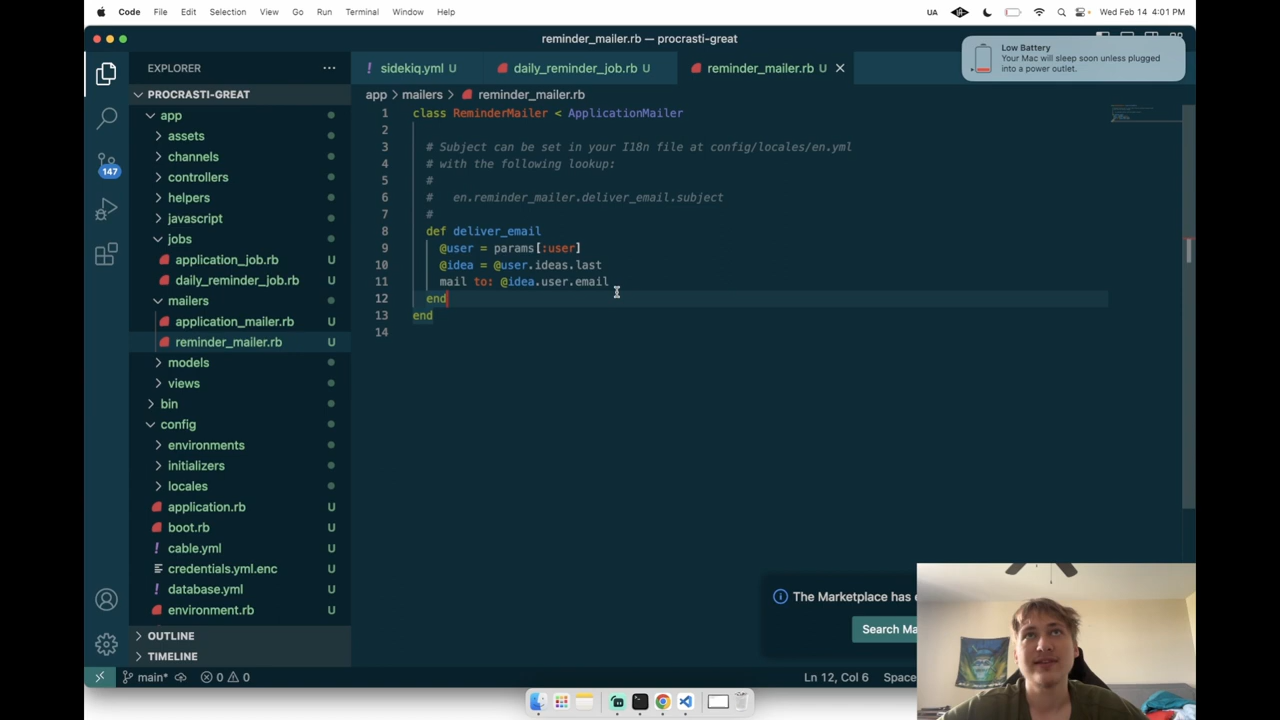 Code File Edit Selection View Go Run Terminal Window Help UA Wed Feb 14 4:01 PM
reminder_mailer.rb — procrasti-great
Low Battery
Your Mac will sleep soon unless plugged
into a power outlet.
EXPLORER
sidekiq.yml U daily_reminder_job.rb U reminder_mailer.rb U
PROCRASTI-GREAT
app
assets
channels
controllers
147
helpers
javascript
jobs
application_job.rb U
daily_reminder_job.rb U
mailers
application_mailer.rb U
reminder_mailer.rb U
models
views
bin
config
environments
initializers
locales
application.rb U
boot.rb U
cable.yml U
credentials.yml.enc U
database.yml U
environment.rb U
OUTLINE
TIMELINE
app > mailers > reminder_mailer.rb
1 class ReminderMailer < ApplicationMailer
2
3 # Subject can be set in your I18n file at config/locales/en.yml
4 # with the following lookup:
5 #
6 # en.reminder_mailer.deliver_email.subject
7 #
8 def deliver_email
9 @user = params[:user]
10 @idea = @user.ideas.last
11 mail to: @idea.user.email
12 end
13 end
14
The Marketplace has
Search Ma
main* 0 0 Ln 12, Col 6 Spac